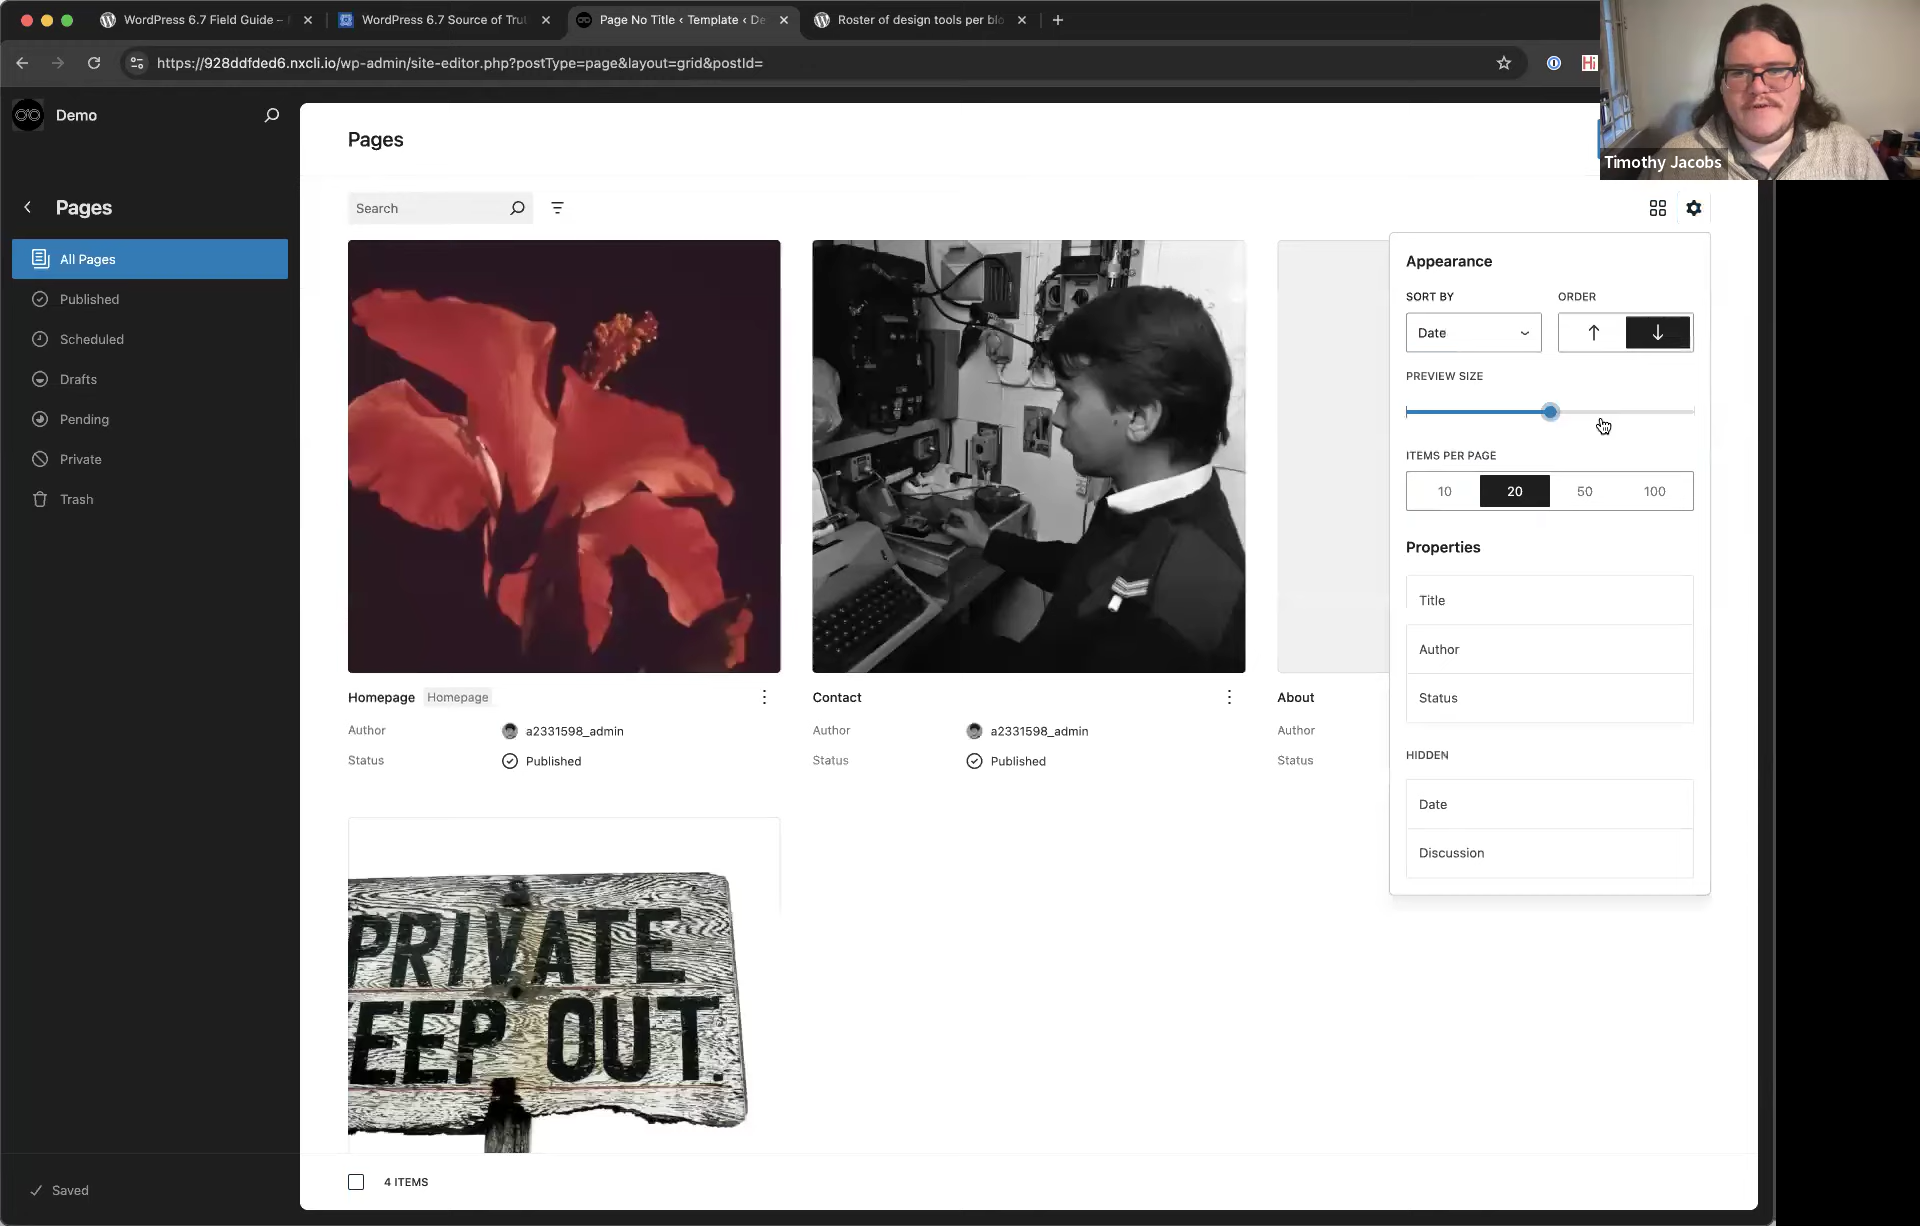 WordPress 6.7 Field Guide –
WordPress 6.7 Source of Tru
Page No Title ‹ Template ‹ De
Roster of design tools per blo
https://928ddfded6.nxcli.io/wp-admin/site-editor.php?postType=page&layout=grid&postId=
Hi
Timothy Jacobs
Demo
Pages
All Pages
Published
Scheduled
Drafts
Pending
Private
Trash
Saved
Pages
Search
PRIVATE
KEEP OUT.
Homepage Homepage
Author a2331598_admin
Status Published
Contact
Author a2331598_admin
Status Published
About
Author
Status
4 ITEMS
Appearance
SORT BY ORDER
Date
PREVIEW SIZE
ITEMS PER PAGE
10 20 50 100
Properties
Title
Author
Status
HIDDEN
Date
Discussion